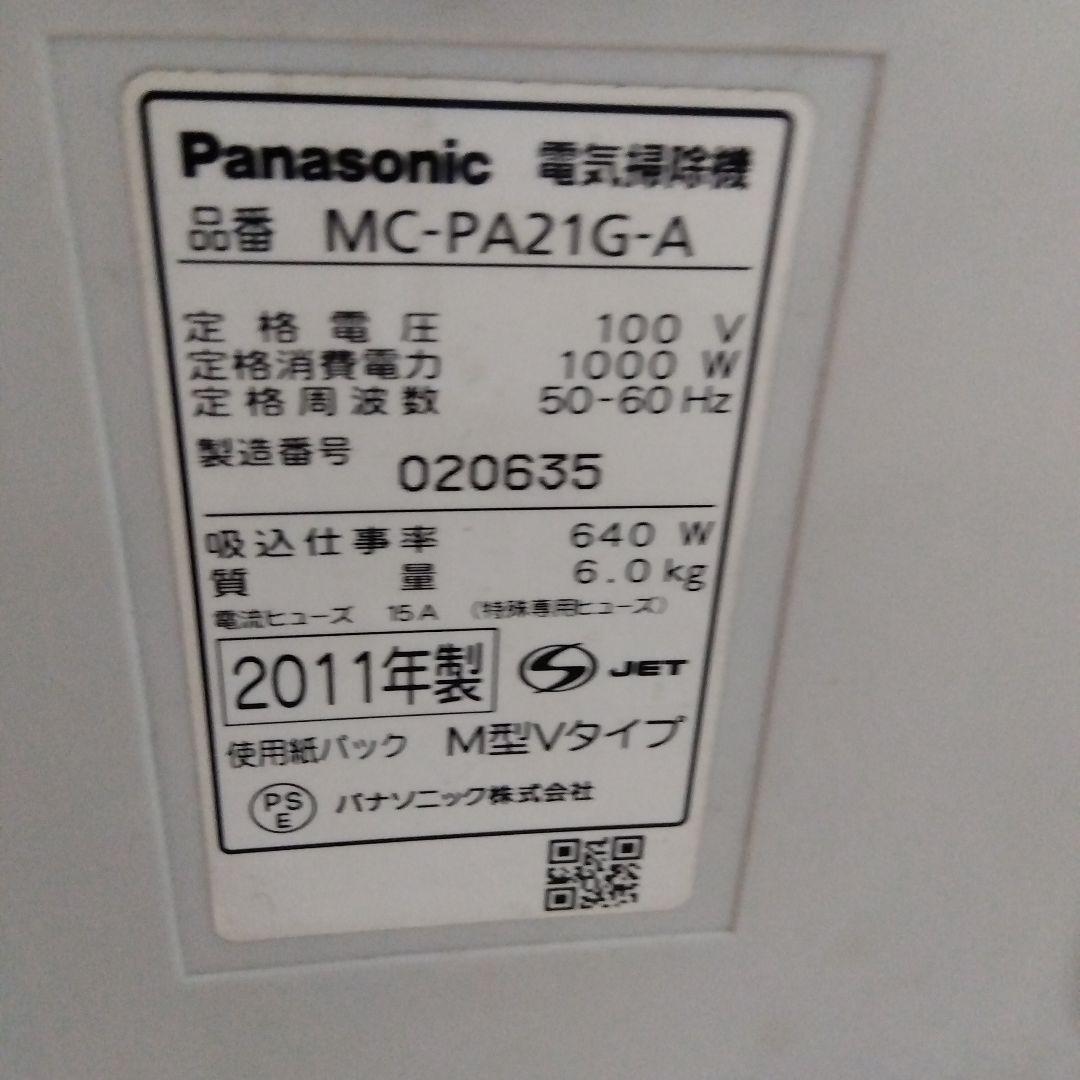 Panasonic 電気掃除機
品番 MC-PA21G-A
定格電圧 100 V
定格消費電力 1000 W
定格周波数 50-60 Hz
製造番号 020635
吸込仕事率 640 W
質量 6.0 kg
電流ヒューズ 15A (特殊専用ヒューズ)
2011年製 S JET
使用紙パック M型Vタイプ
PSE パナソニック株式会社